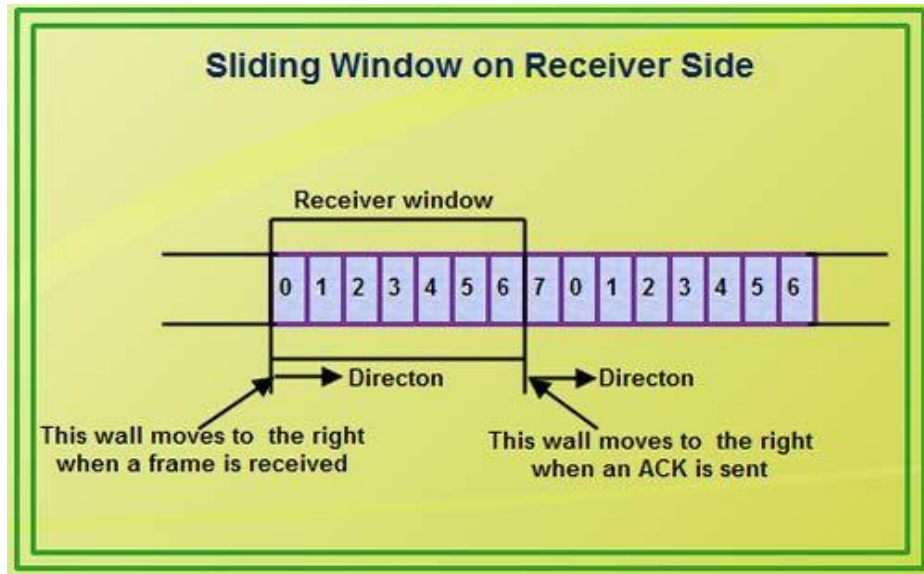 Sliding Window on Receiver Side
Receiver window
0 1 2 3 4 5 6 7 0 1 2 3 4 5 6
Directon
Directon
This wall moves to the right
when a frame is received
This wall moves to the right
when an ACK is sent